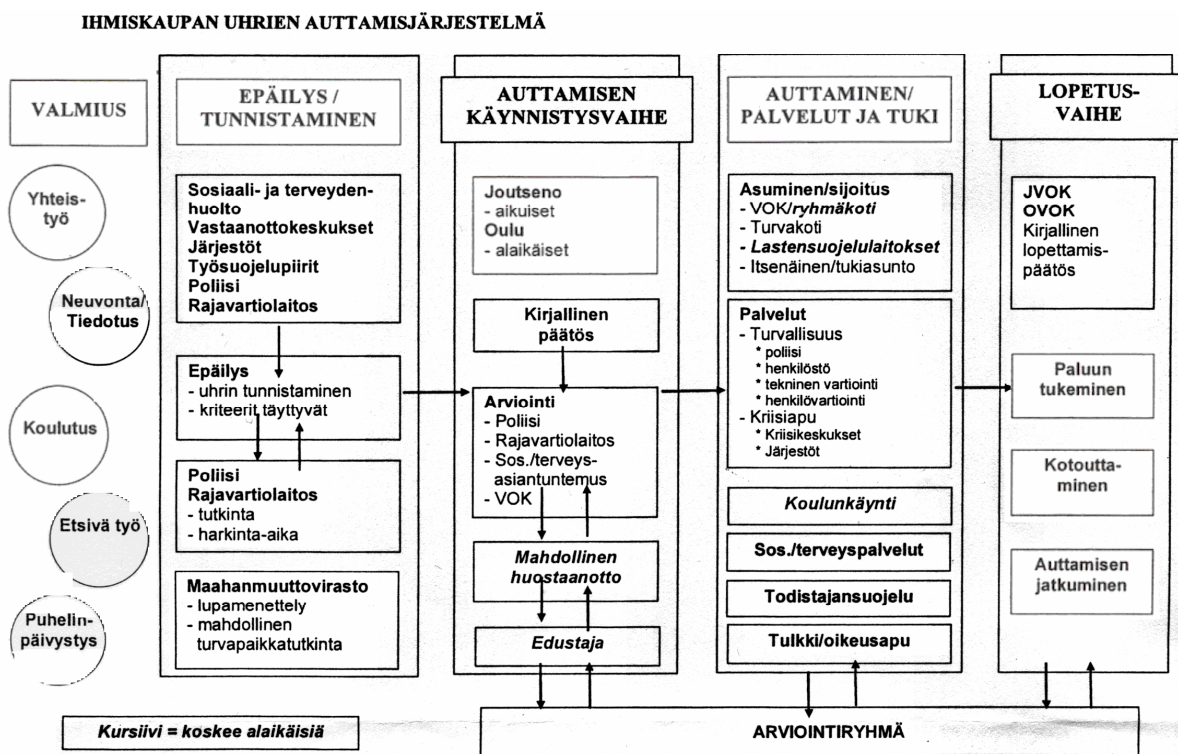 IHMISKAUPAN UHRIEN AUTTAMISJÄRJESTELMÄ
VALMIUS
Yhteis-
työ
Neuvonta/
Tiedotus
Koulutus
Etsivä työ
Puhelin-
päivystys
EPÄILYS /
TUNNISTAMINEN
Sosiaali- ja terveyden-
huolto
Vastaanottokeskukset
Järjestöt
Työsuojelupiirit
Poliisi
Rajavartiolaitos
Epäilys
- uhrin tunnistaminen
- kriteerit täyttyvät
Poliisi
Rajavartiolaitos
- tutkinta
- harkinta-aika
Maahanmuuttovirasto
- lupamenettely
- mahdollinen
turvapaikkatutkinta
AUTTAMISEN
KÄYNNISTYSVAIHE
Joutseno
- aikuiset
Oulu
- alaikäiset
Kirjallinen
päätös
Arviointi
- Poliisi
- Rajavartiolaitos
- Sos./terveys-
asiantuntemus
- VOK
Mahdollinen
huostaanotto
Edustaja
AUTTAMINEN/
PALVELUT JA TUKI
Asuminen/sijoitus
- VOK/ryhmäkoti
- Turvakoti
- Lastensuojelulaitokset
- Itsenäinen/tukiasunto
Palvelut
- Turvallisuus
* poliisi
* henkilöstö
* tekninen vartiointi
* henkilövartiointi
- Kriisiapu
* Kriisikeskukset
* Järjestöt
Koulunkäynti
Sos./terveyspalvelut
Todistajansuojelu
Tulkki/oikeusapu
LOPETUS-
VAIHE
JVOK
OVOK
Kirjallinen
lopettamis-
päätös
Paluun
tukeminen
Kotoutta-
minen
Auttamisen
jatkuminen
Kursiivi = koskee alaikäisiä
ARVIOINTIRYHMÄ